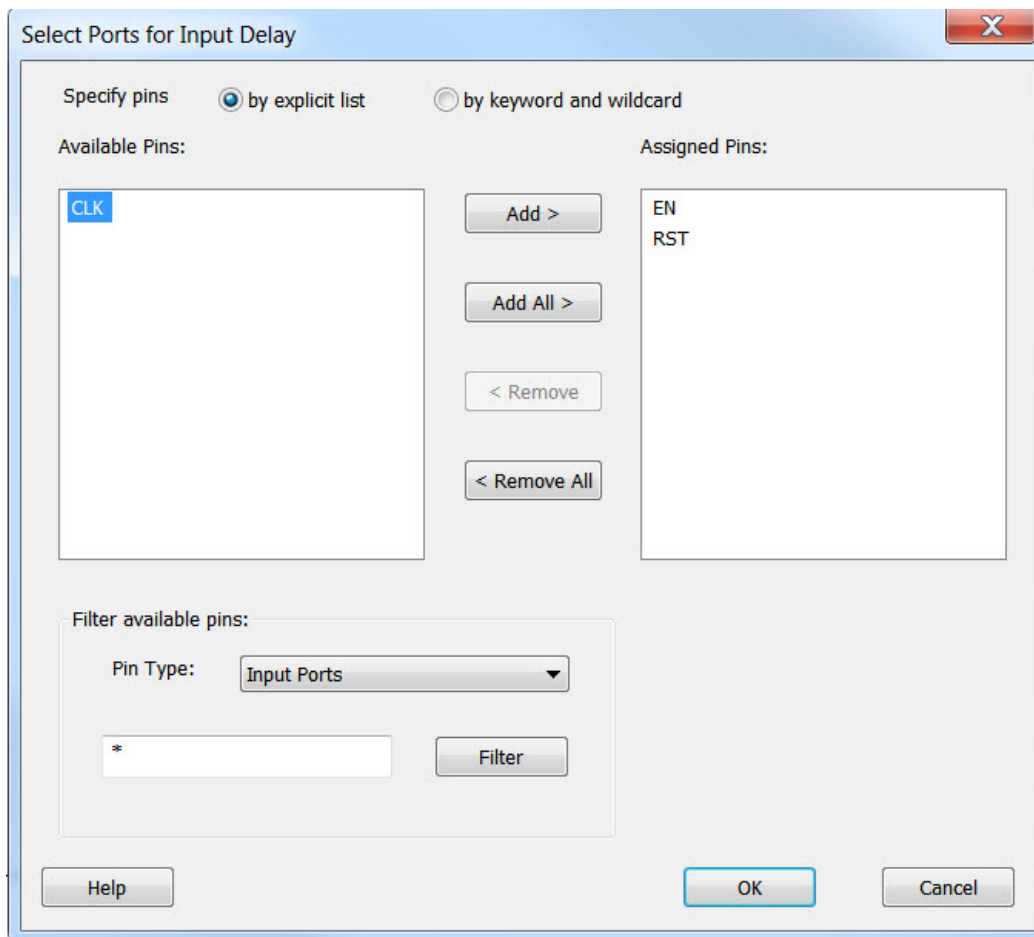 Select Ports for Input Delay
X
Specify pins by explicit list by keyword and wildcard
Available Pins: Assigned Pins:
CLK
EN
RST
Add >
Add All >
< Remove
< Remove All
Filter available pins:
Pin Type: Input Ports
* Filter
Help OK Cancel